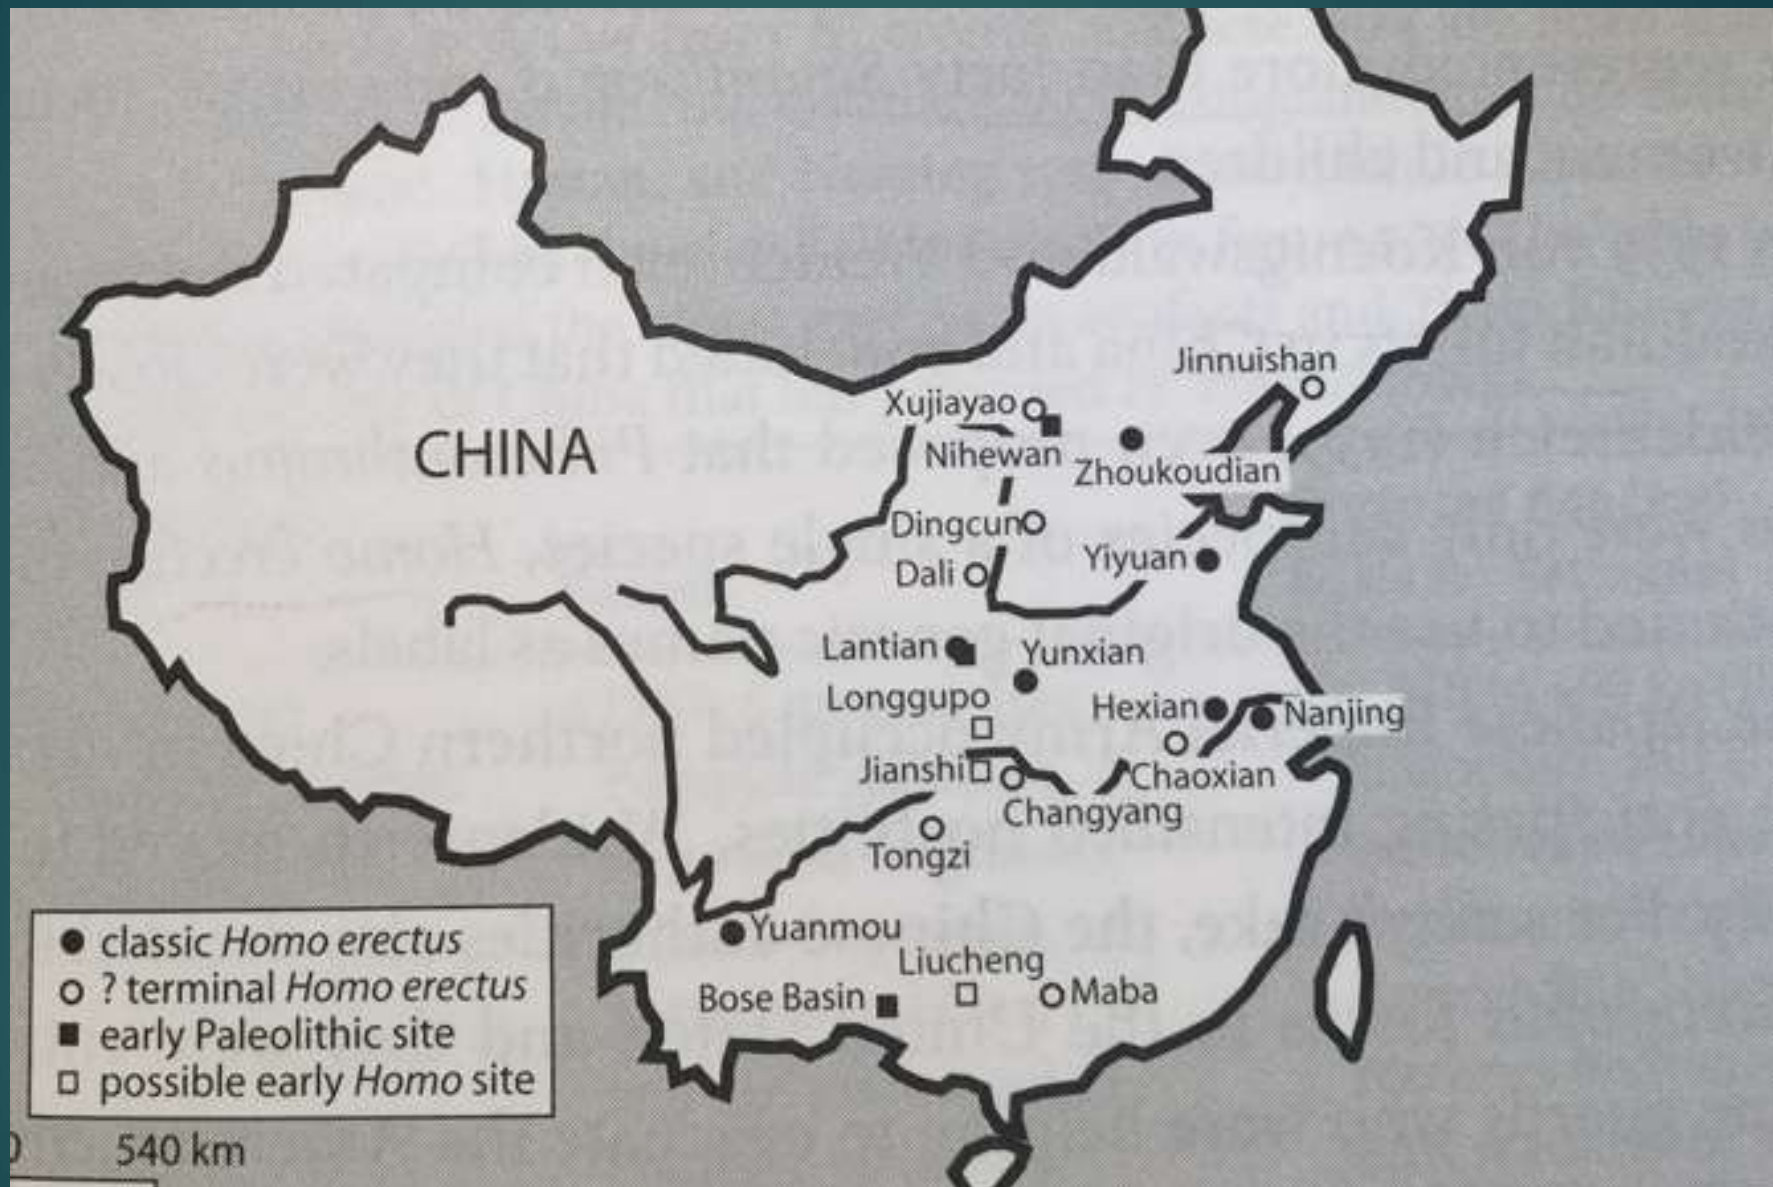 Jinnuishan
Xujiayao
CHINA
Nihewan
Zhoukoudian
Dingcun
Yiyuan
Dali
Lantian
Yunxian
Longgupo
Hexian
Nanjing
Jianshi
Chaoxian
Changyang
Tongzi
Yuanmou
Liucheng
Bose Basin
Maba
classic Homo erectus
? terminal Homo erectus
early Paleolithic site
possible early Homo site
0 540 km